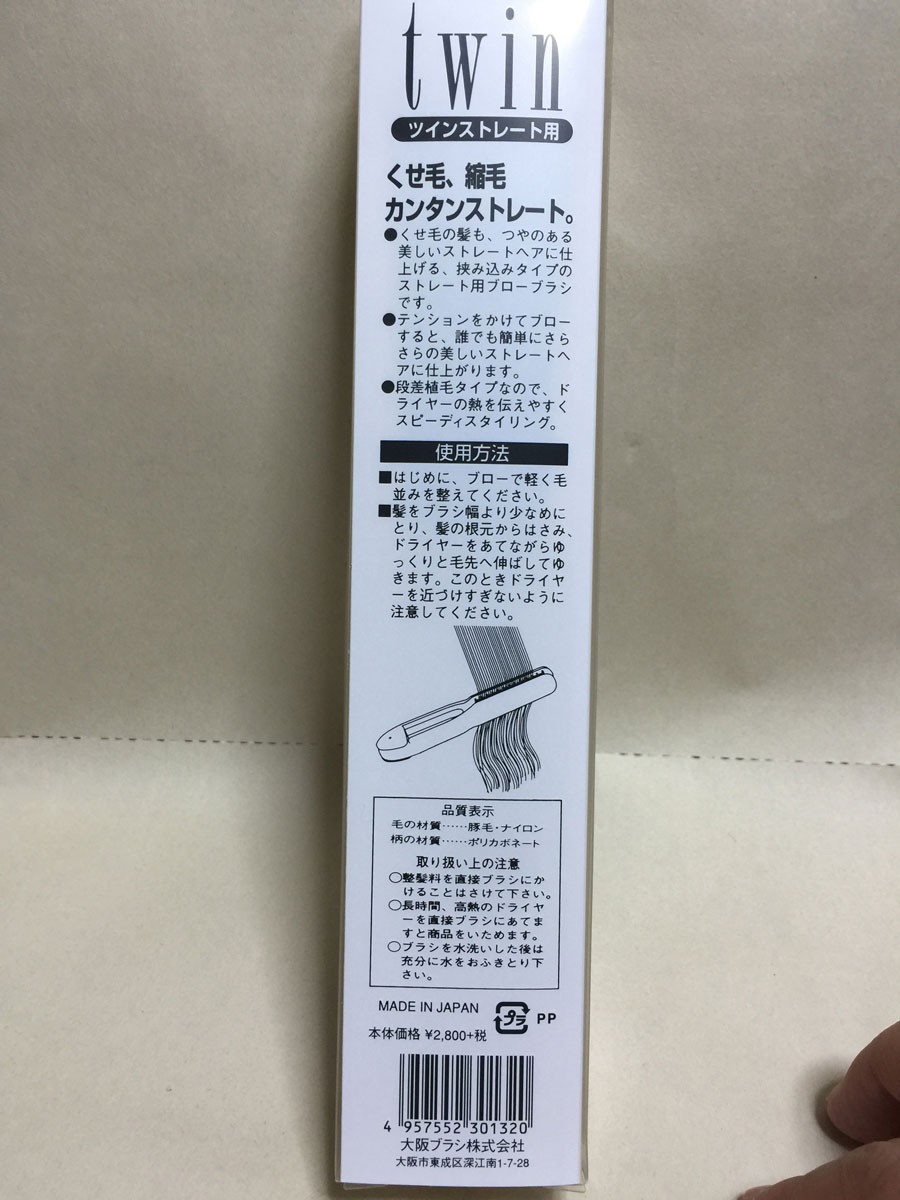 twin
ツインストレート用
くせ毛、縮毛
カンタンストレート。
●くせ毛の髪も、つやのある
美しいストレートヘアに仕
上げる、挟み込みタイプの
ストレート用ブローブラシ
です。
●テンションをかけてブロー
すると、誰でも簡単にさら
さらの美しいストレートヘ
アに仕上がります。
●段差植毛タイプなので、ド
ライヤーの熱を伝えやすく
スピーディスタイリング。
使用方法
■はじめに、ブローで軽く毛
並みを整えてください。
■髪をブラシ幅より少なめに
とり、髪の根元からはさみ、
ドライヤーをあてながらゆ
っくりと毛先へ伸ばしてゆ
きます。このときドライヤ
ーを近づけすぎないように
注意してください。
品質表示
毛の材質……豚毛・ナイロン
柄の材質……ポリカボネート
取り扱い上の注意
○整髪料を直接ブラシにか
けることはさけて下さい。
○長時間、高熱のドライヤ
ーを直接ブラシにあてま
すと商品をいためます。
○ブラシを水洗いした後は
充分に水をおふきとり下
さい。
MADE IN JAPAN
プラ PP
本体価格 ¥2,800+税
4 957552 301320
大阪ブラシ株式会社
大阪市東成区深江南1-7-28